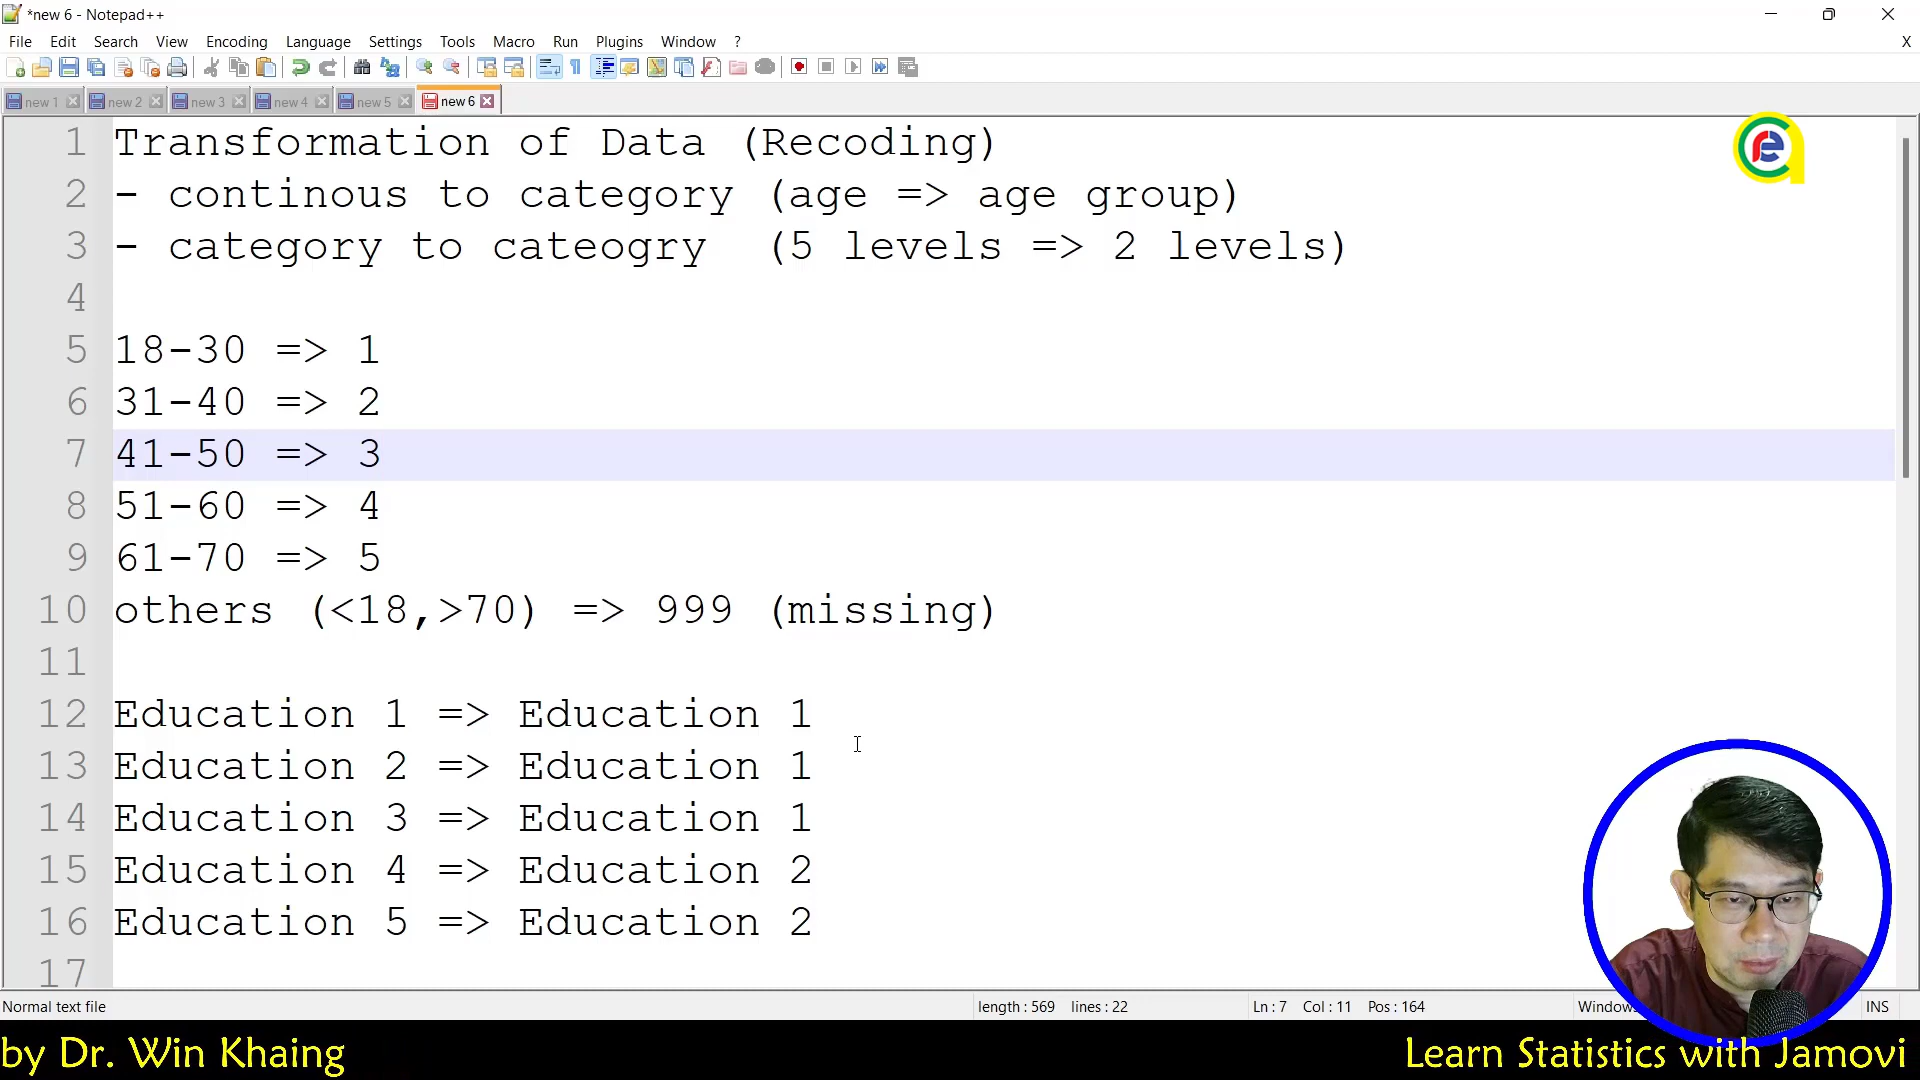 *new 6 - Notepad++
File Edit Search View Encoding Language Settings Tools Macro Run Plugins Window ? X
new 1 new 2 new 3 new 4 new 5 new 6
1 Transformation of Data (Recoding)
2 - continous to category (age => age group)
3 - category to cateogry  (5 levels => 2 levels)
4
5 18-30 => 1
6 31-40 => 2
7 41-50 => 3
8 51-60 => 4
9 61-70 => 5
10 others (<18,>70) => 999 (missing)
11
12 Education 1 => Education 1
13 Education 2 => Education 1
14 Education 3 => Education 1
15 Education 4 => Education 2
16 Education 5 => Education 2
17
Normal text file length : 569 lines : 22 Ln : 7 Col : 11 Pos : 164 INS
by Dr. Win Khaing Learn Statistics with Jamovi